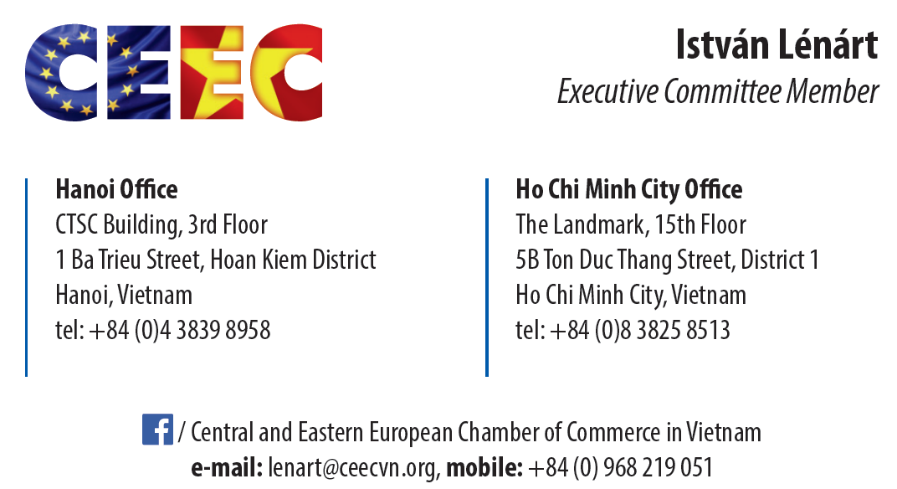 CEEC
István Lénárt
Executive Committee Member
Hanoi Office
CTSC Building, 3rd Floor
1 Ba Trieu Street, Hoan Kiem District
Hanoi, Vietnam
tel: +84 (0)4 3839 8958
Ho Chi Minh City Office
The Landmark, 15th Floor
5B Ton Duc Thang Street, District 1
Ho Chi Minh City, Vietnam
tel: +84 (0)8 3825 8513
f / Central and Eastern European Chamber of Commerce in Vietnam
e-mail: lenart@ceecvn.org, mobile: +84 (0) 968 219 051